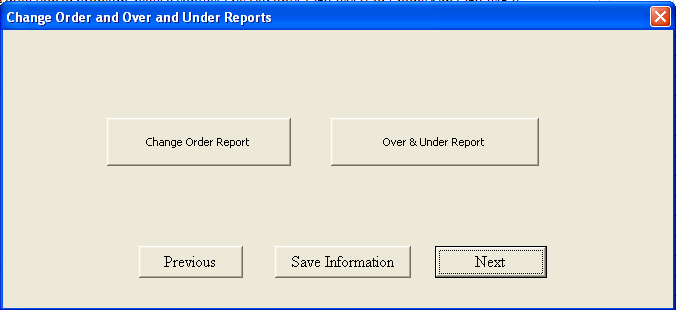 Change Order and Over and Under Reports
Change Order Report
Over & Under Report
Previous
Save Information
Next